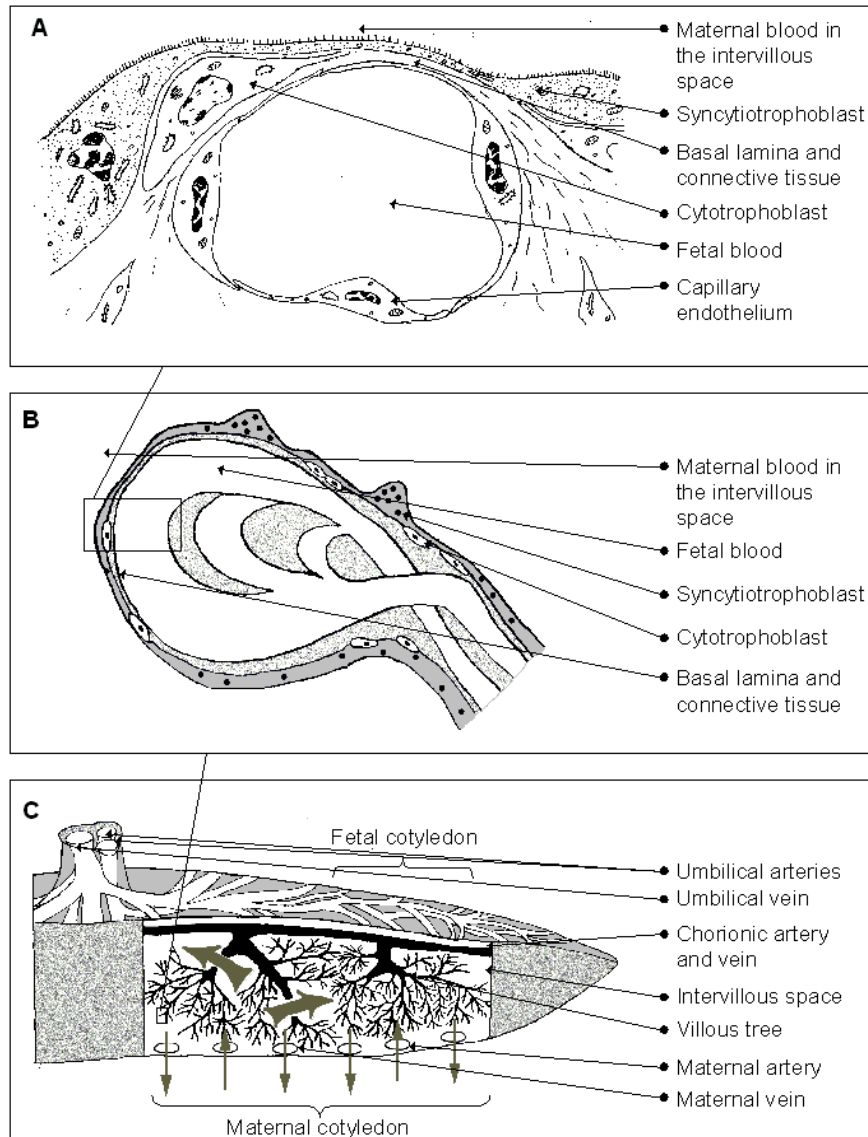 A
Maternal blood in
the intervillous
space
Syncytiotrophoblast
Basal lamina and
connective tissue
Cytotrophoblast
Fetal blood
Capillary
endothelium
B
Maternal blood in
the intervillous
space
Fetal blood
Syncytiotrophoblast
Cytotrophoblast
Basal lamina and
connective tissue
C
Fetal cotyledon
Umbilical arteries
Umbilical vein
Chorionic artery
and vein
Intervillous space
Villous tree
Maternal artery
Maternal vein
Maternal cotyledon